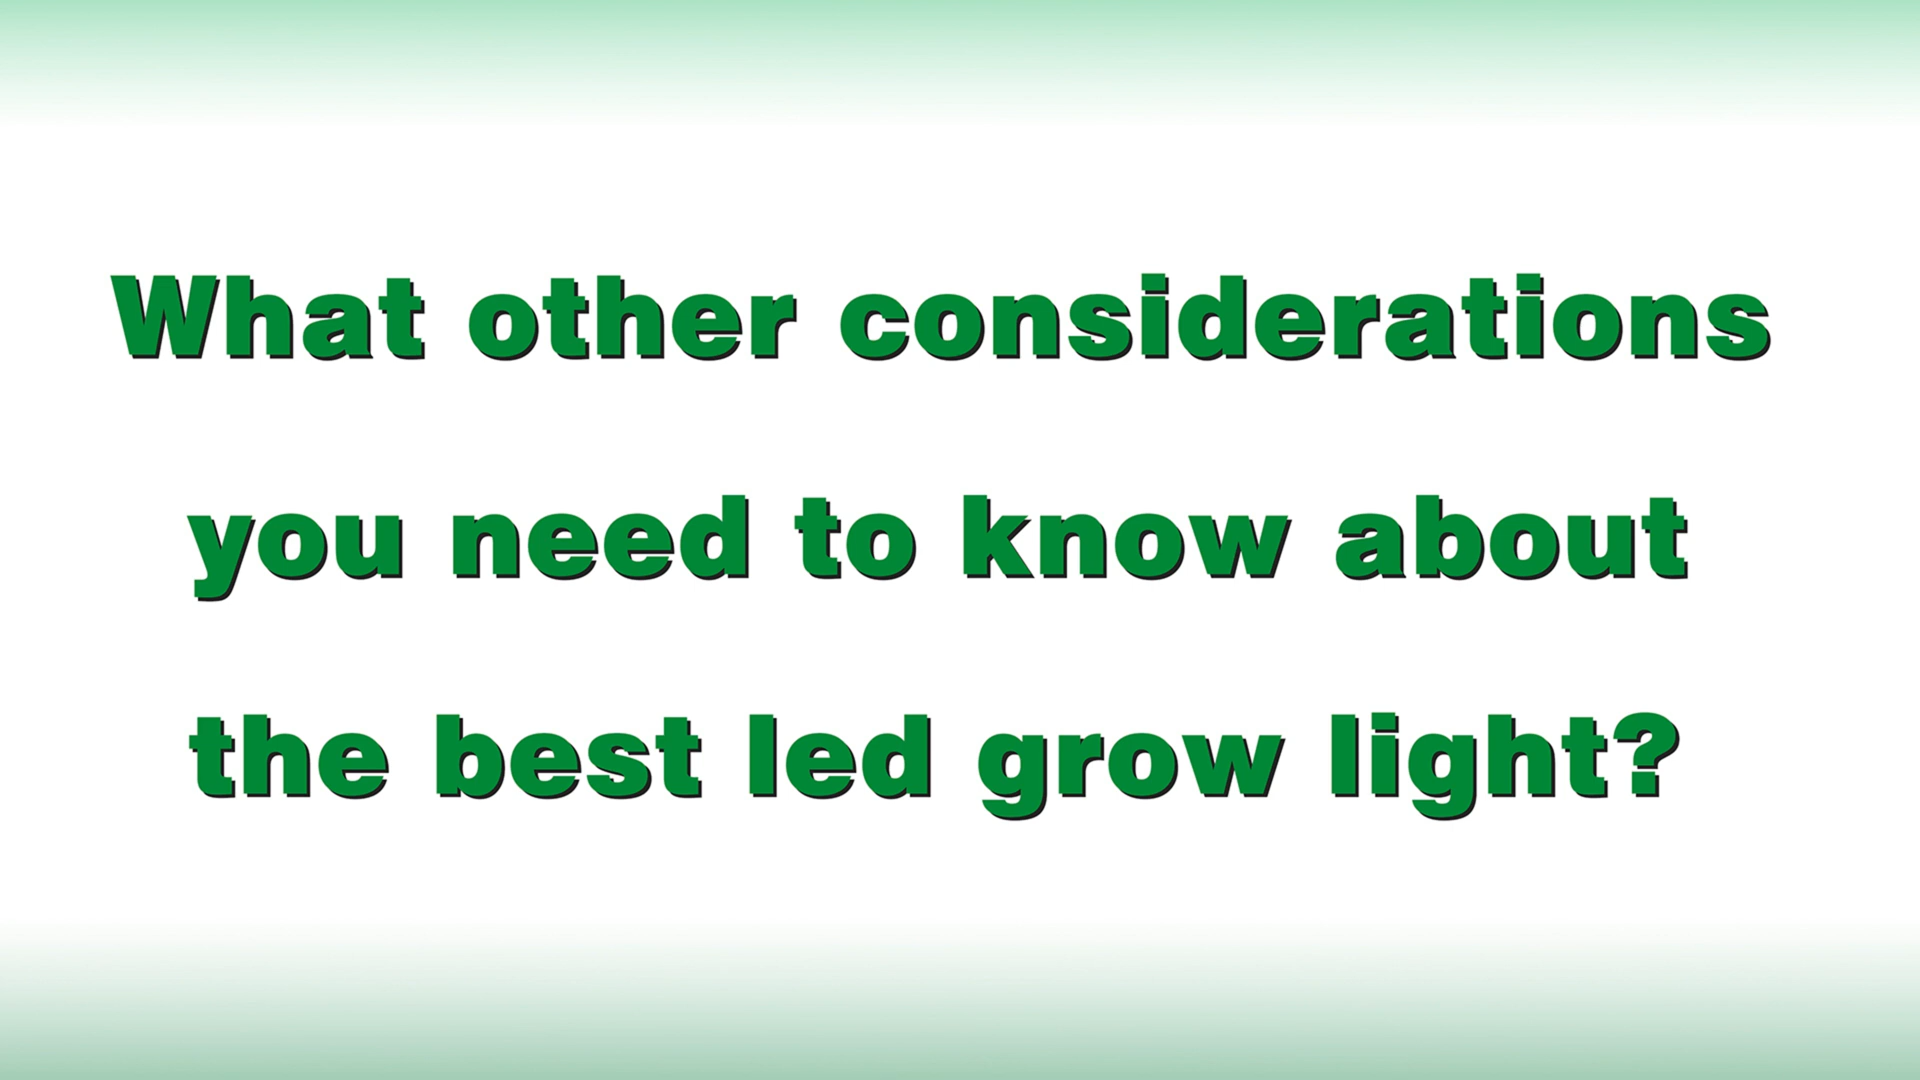 What other considerations
you need to know about
the best led grow light?